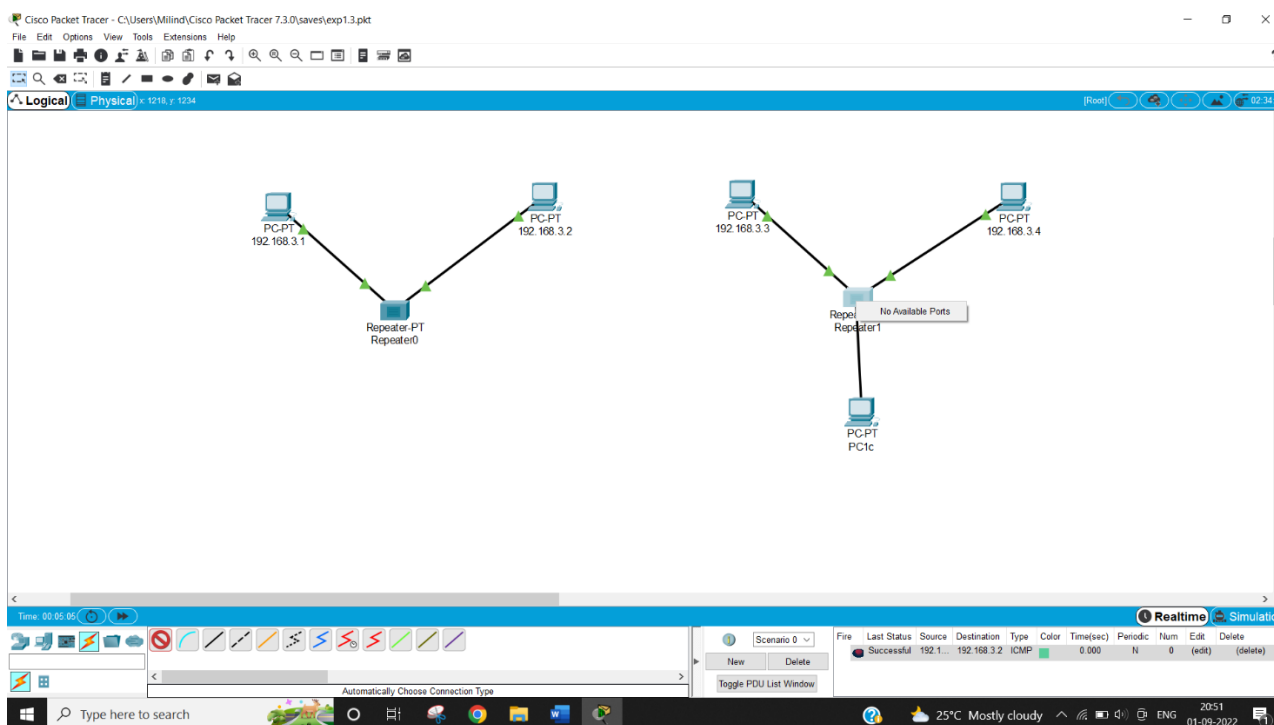 Cisco Packet Tracer - C:\Users\Milind\Cisco Packet Tracer 7.3.0\saves\exp1.3.pkt
File Edit Options View Tools Extensions Help
Logical Physical x: 1218, y: 1234 [Root] 02:34
PC-PT
192.168.3.1
PC-PT
192.168.3.2
Repeater-PT
Repeater0
PC-PT
192.168.3.3
PC-PT
192.168.3.4
No Available Ports
Repeater1
PC-PT
PC1c
Time: 00:05:05 Realtime Simulatio
Scenario 0
New Delete
Toggle PDU List Window
Fire Last Status Source Destination Type Color Time(sec) Periodic Num Edit Delete
Successful 192.1... 192.168.3.2 ICMP 0.000 N 0 (edit) (delete)
Automatically Choose Connection Type
Type here to search
25°C Mostly cloudy ENG 20:51
01-09-2022